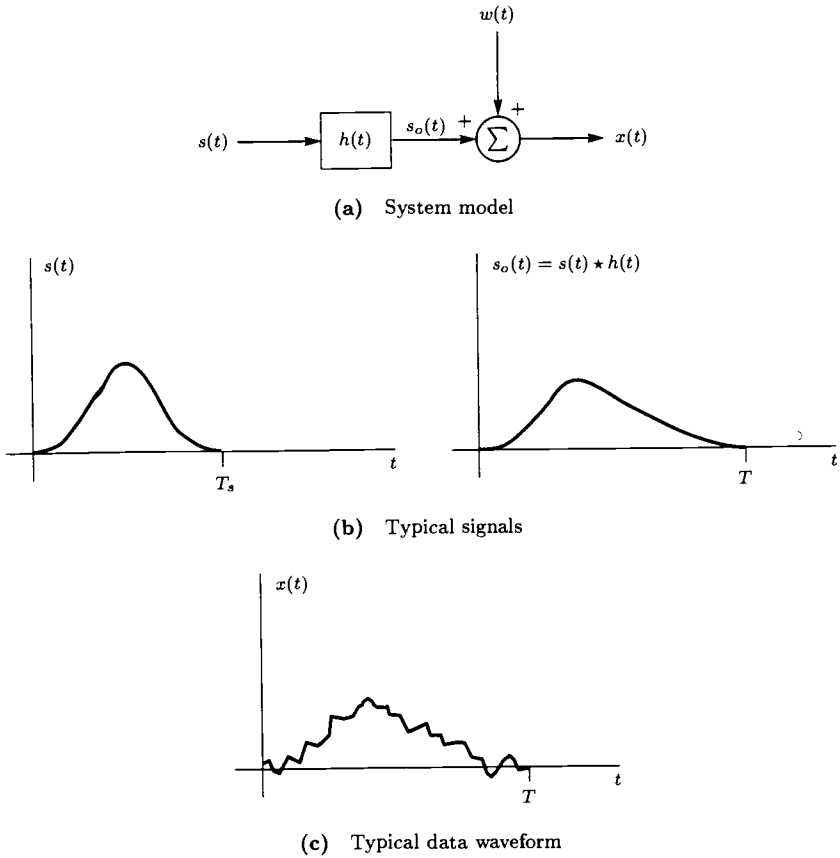 w(t)
+
s(t) h(t) s_o(t) + ∑ x(t)
(a) System model
s(t)
T_s t
s_o(t) = s(t) ⋆ h(t)
T t
(b) Typical signals
x(t)
T t
(c) Typical data waveform